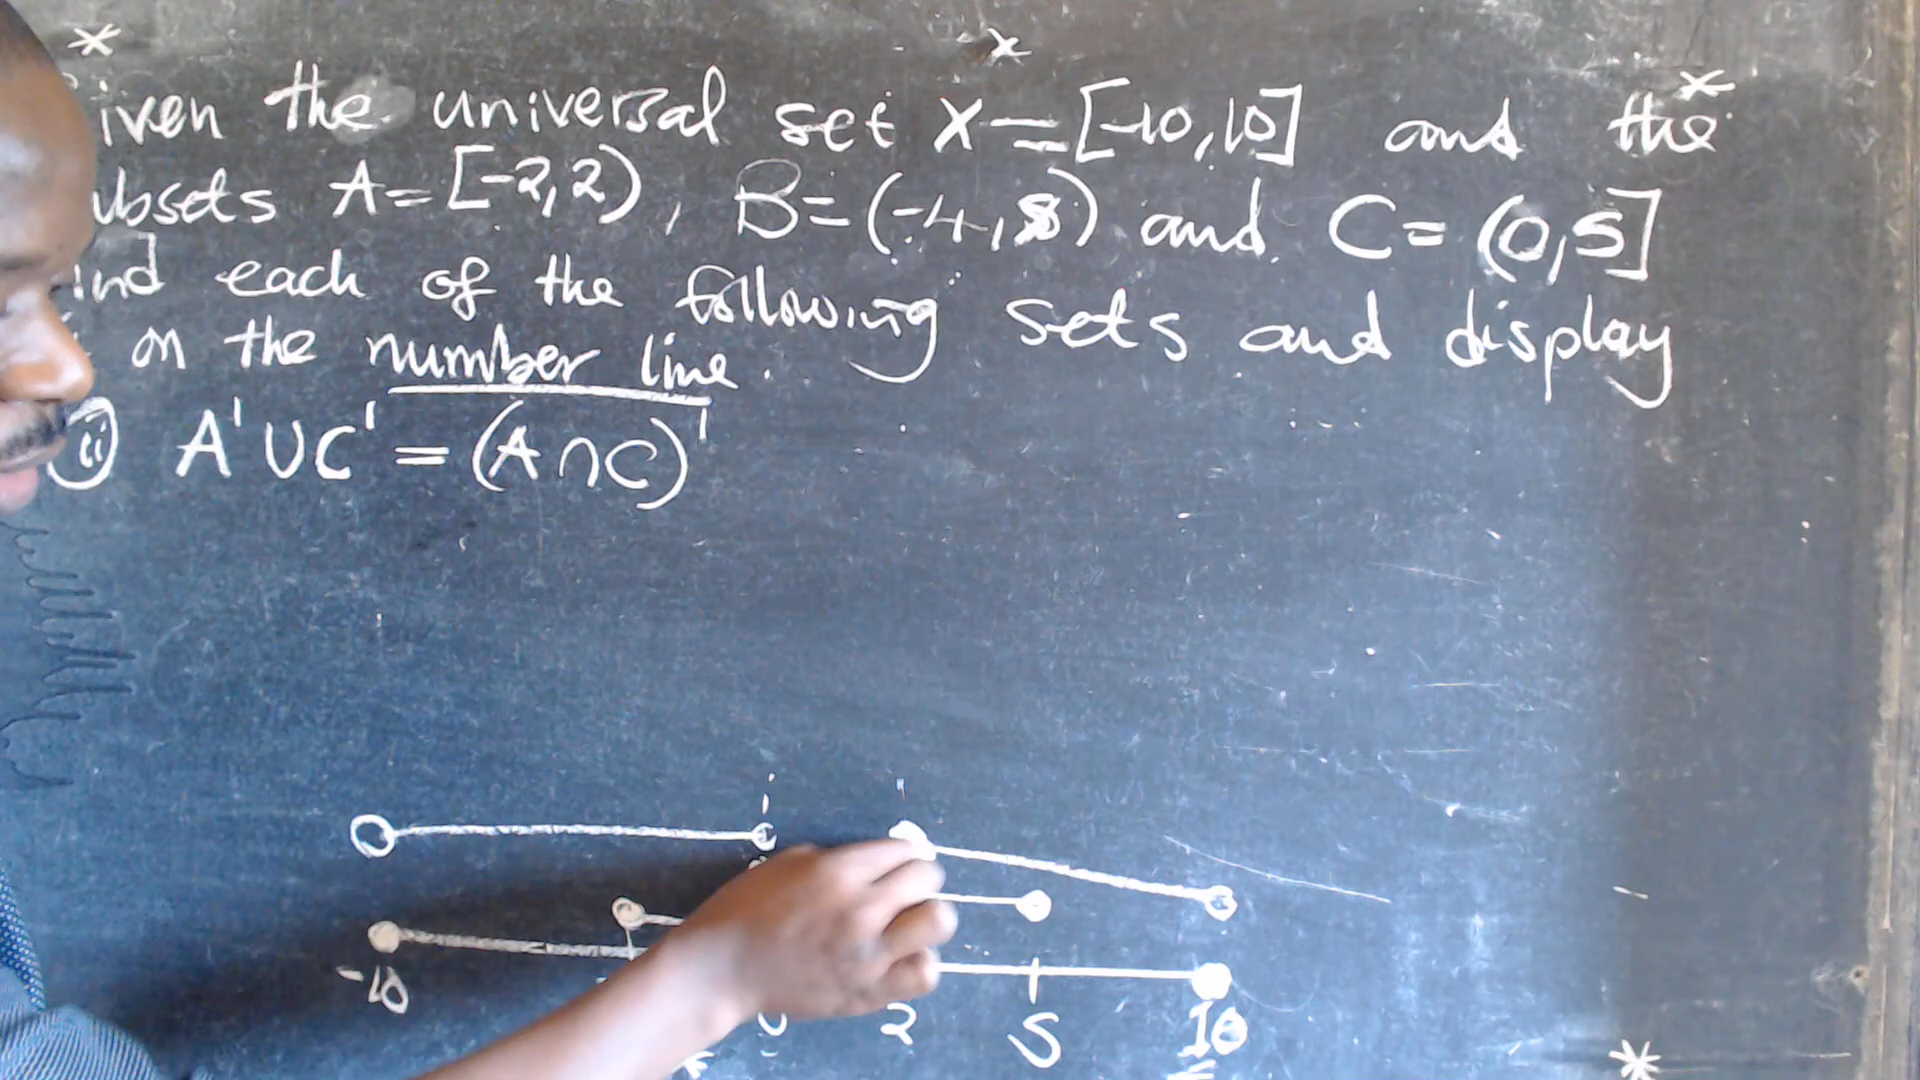 iven the universal set X = [-10,10] and the
ubsets A = [-2,2), B = (-4,8) and C = (0,5]
ind each of the following sets and display
on the number line.
(ii) A' ∪ C' = (A ∩ C)'
-10 0 2 5 10